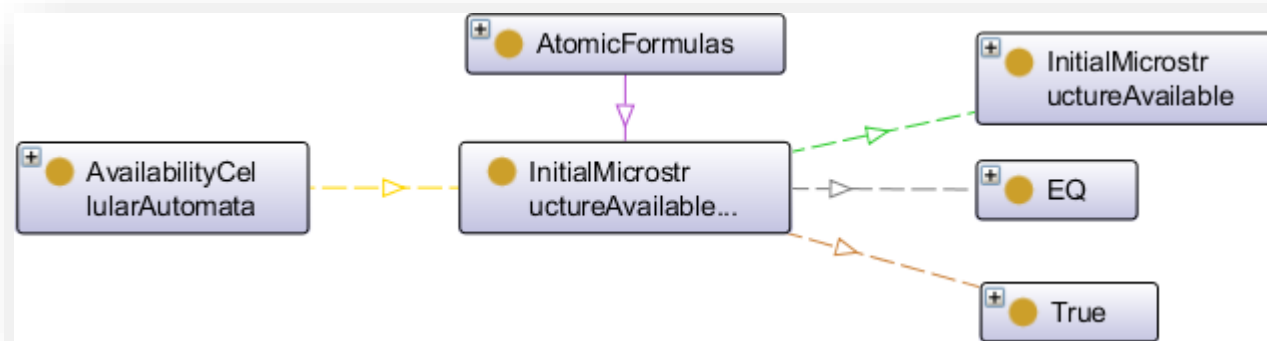 AtomicFormulas
InitialMicrostr
uctureAvailable
AvailabilityCel
lularAutomata
InitialMicrostr
uctureAvailable...
EQ
True